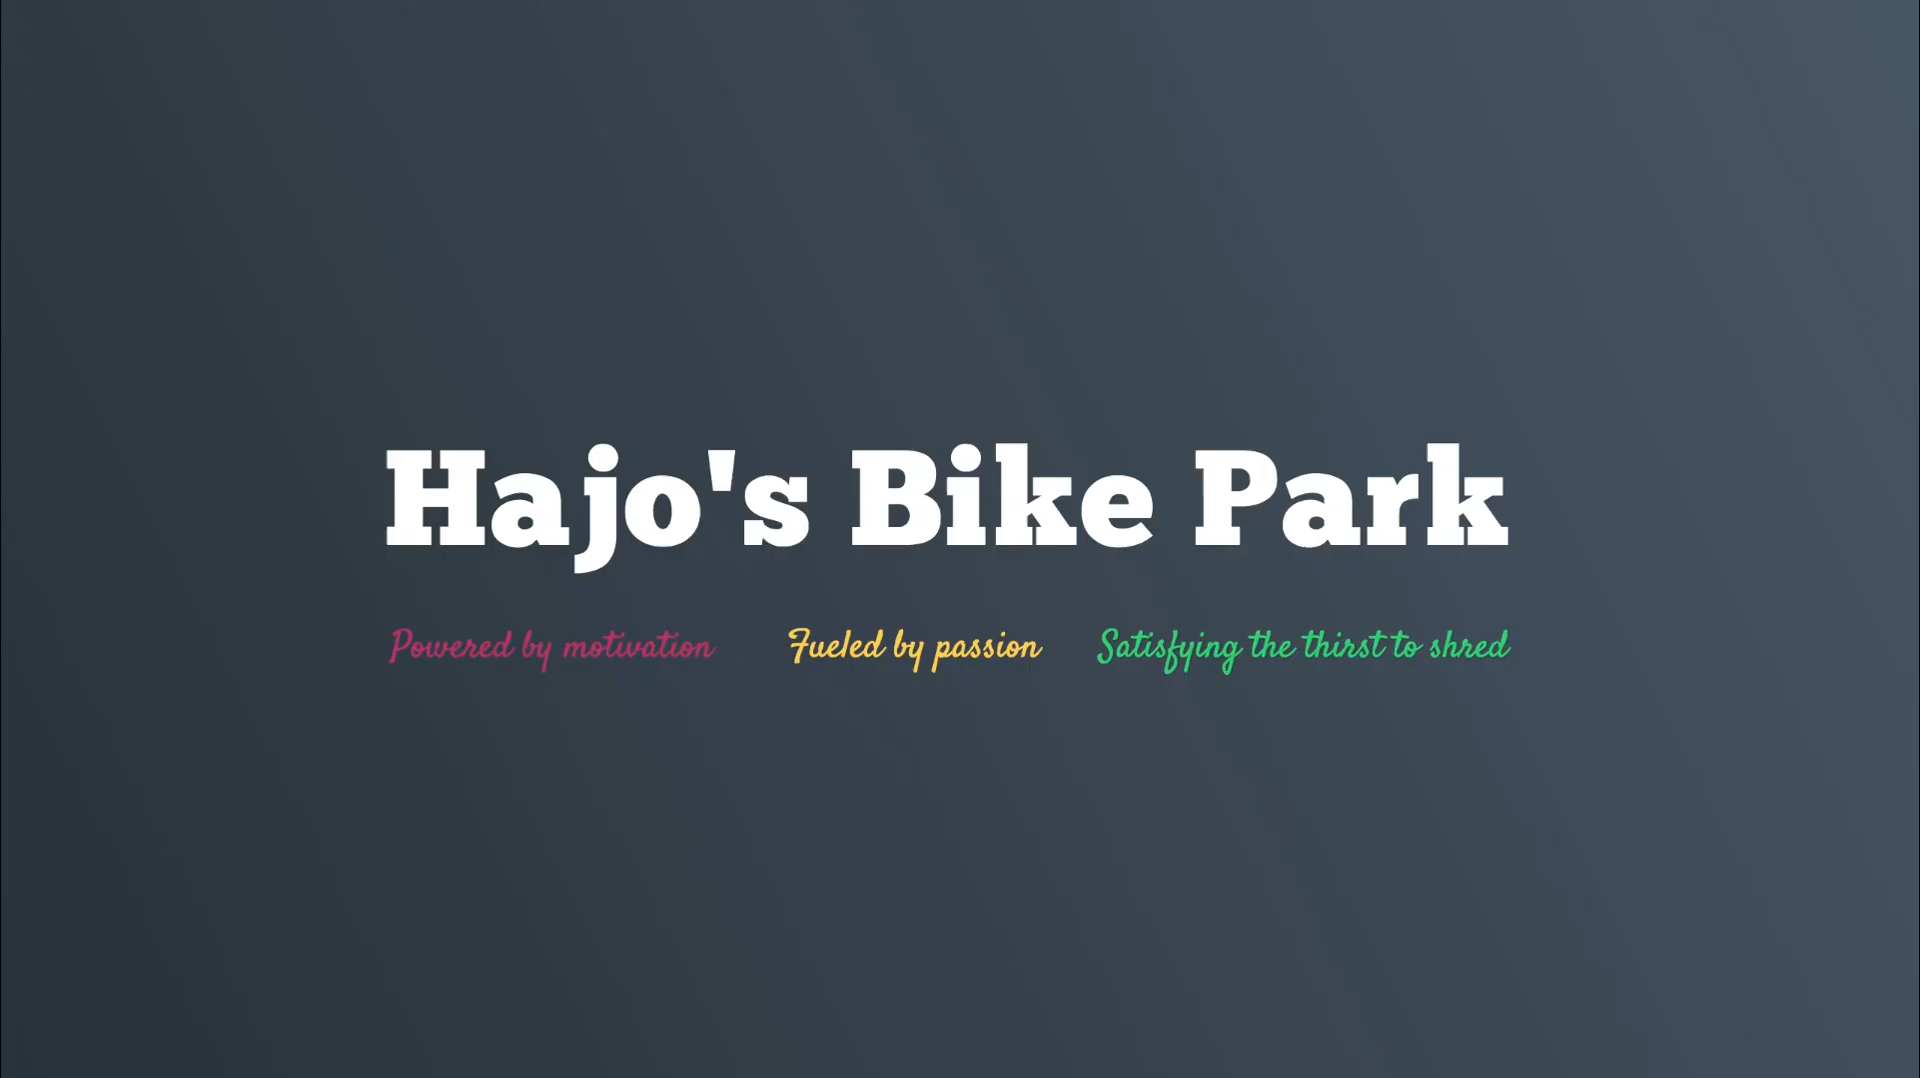 Hajo's Bike Park
Powered by motivation Fueled by passion Satisfying the thirst to shred